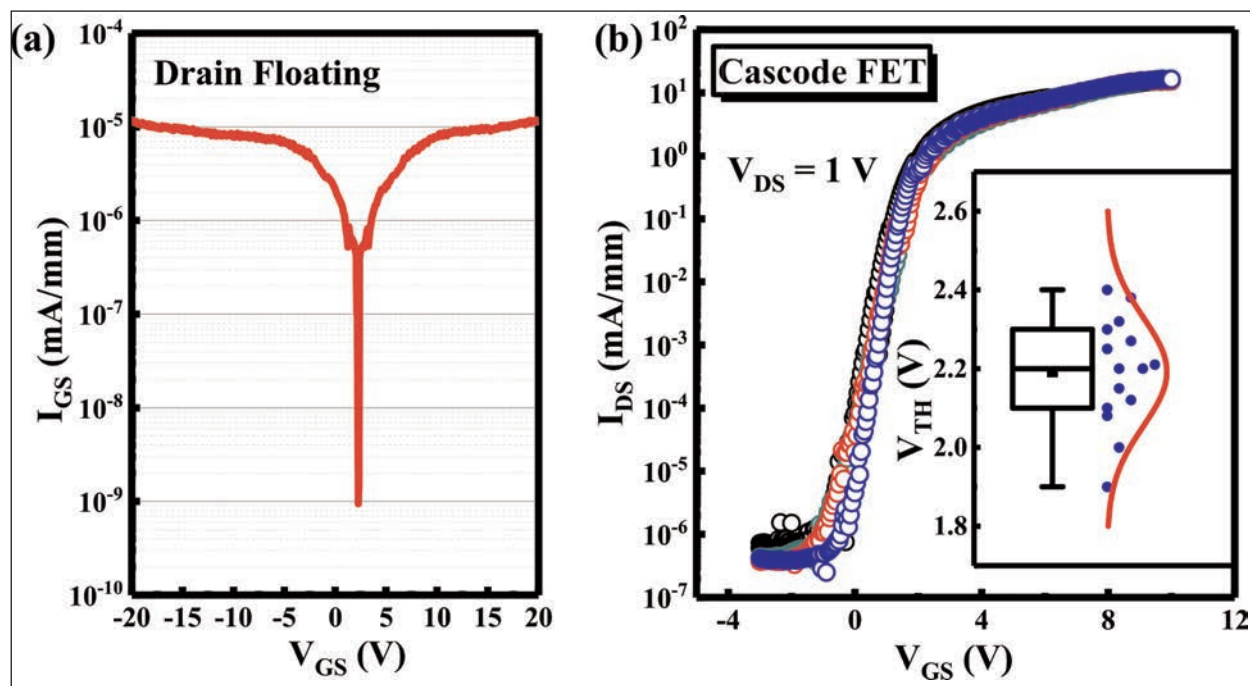 (a)
Drain Floating
I_GS (mA/mm)
10^-4
10^-5
10^-6
10^-7
10^-8
10^-9
10^-10
-20 -15 -10 -5 0 5 10 15 20
V_GS (V)
(b)
Cascode FET
V_DS = 1 V
I_DS (mA/mm)
10^1
10^0
10^-1
10^-2
10^-3
10^-4
10^-5
10^-6
10^-7
-4 0 4 8 12
V_GS (V)
V_TH (V)
2.6
2.4
2.2
2.0
1.8